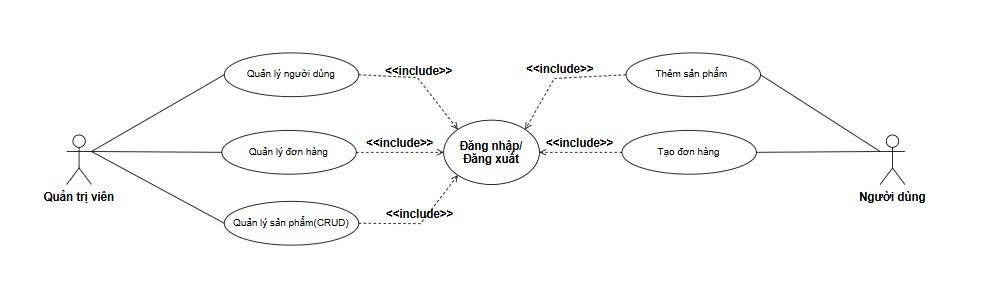 Quản lý người dùng
<<include>>
<<include>>
Thêm sản phẩm
Quản lý đơn hàng
<<include>>
Đăng nhập/
Đăng xuất
<<include>>
Tạo đơn hàng
Quản trị viên
Người dùng
Quản lý sản phẩm(CRUD)
<<include>>